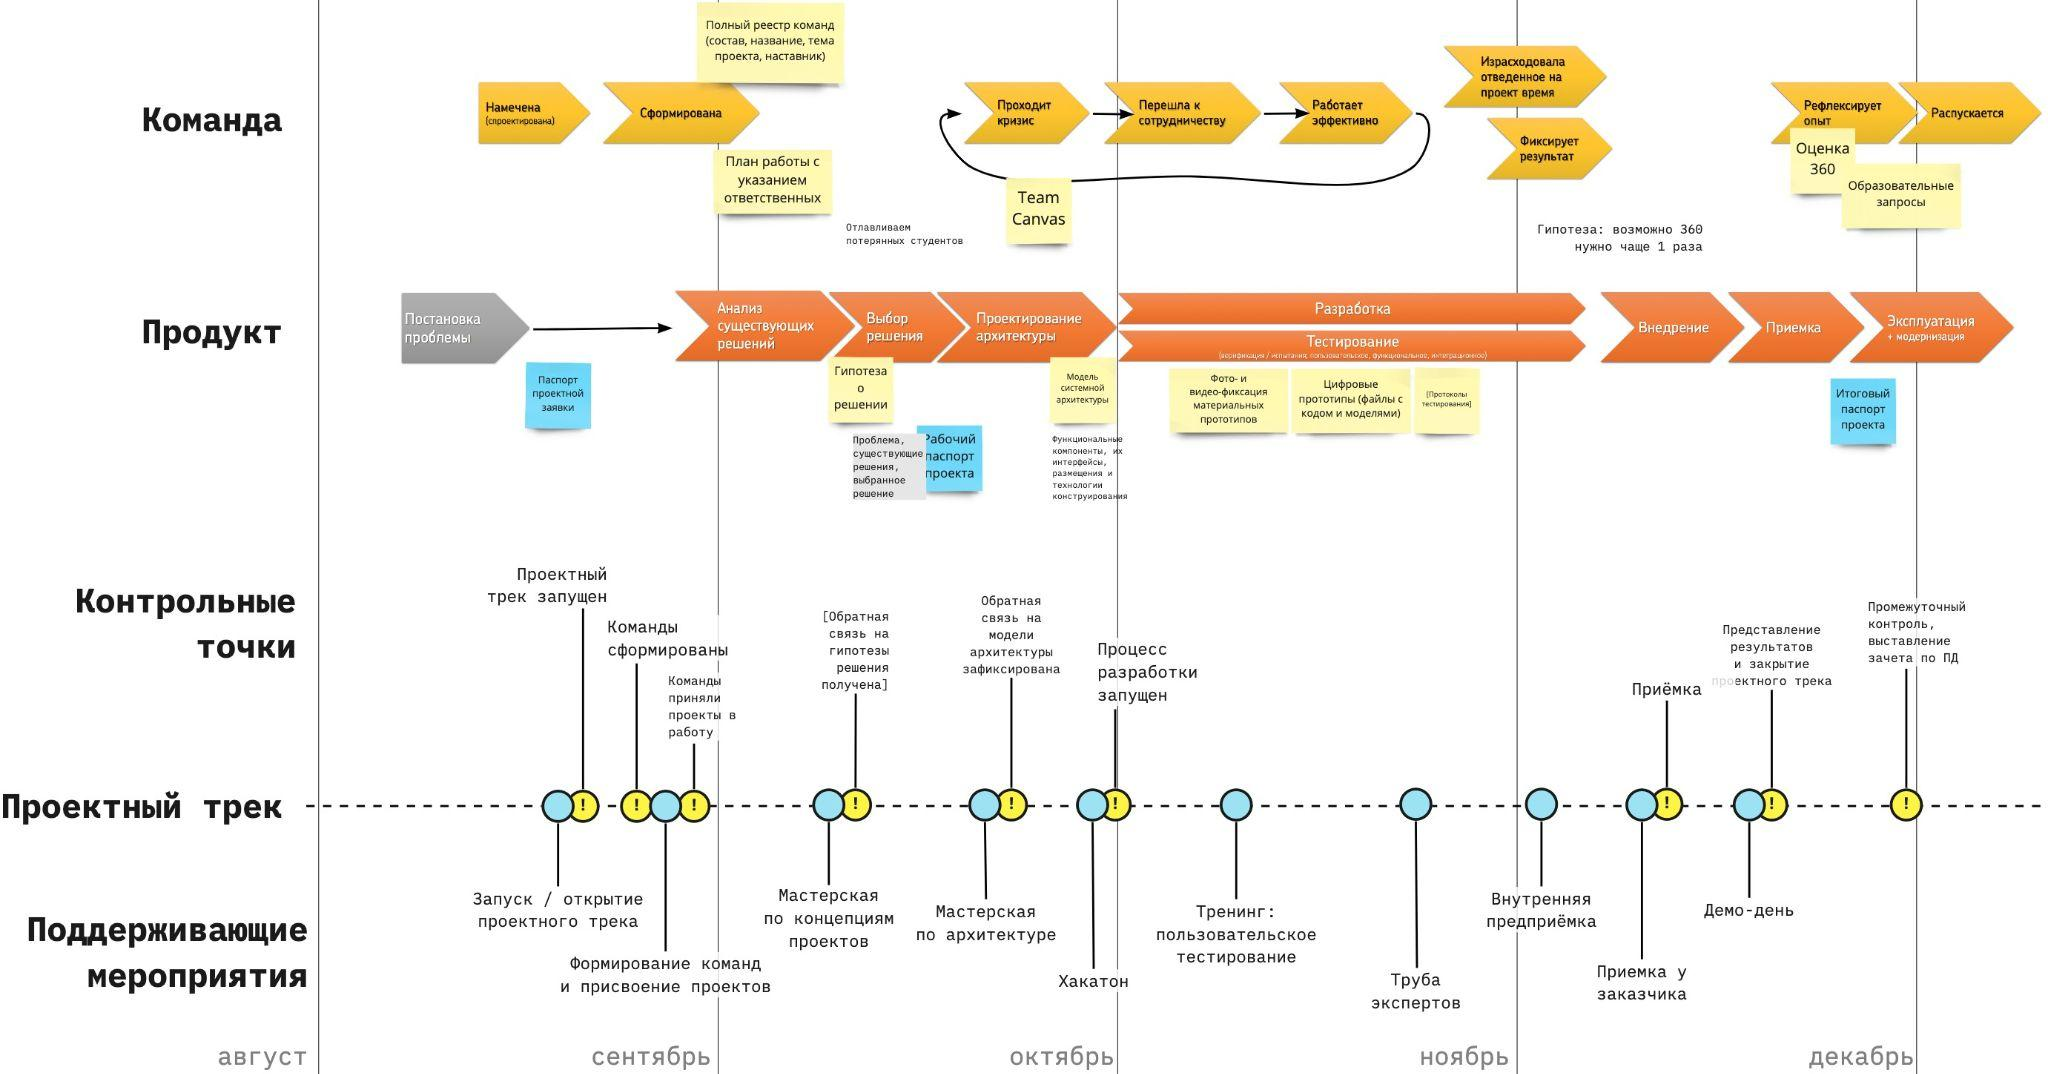 Команда
Намечена
(спроектирована)
Сформирована
Полный реестр команд
(состав, название, тема
проекта, наставник)
План работы с
указанием
ответственных
Отлавливаем
потерянных студентов
Проходит
кризис
Перешла к
сотрудничеству
Работает
эффективно
Team
Canvas
Израсходовала
отведенное на
проект время
Фиксирует
результат
Гипотеза: возможно 360
нужно чаще 1 раза
Рефлексирует
опыт
Распускается
Оценка
360
Образовательные
запросы
Продукт
Постановка
проблемы
Паспорт
проектной
заявки
Анализ
существующих
решений
Выбор
решения
Проектирование
архитектуры
Гипотеза
о
решении
Проблема,
существующие
решения,
выбранное
решение
Рабочий
паспорт
проекта
Модель
системной
архитектуры
Функциональные
компоненты, их
интерфейсы,
размещения и
технологии
конструирования
Разработка
Тестирование
(верификация / испытания; пользовательское, функциональное, интеграционное)
Фото- и
видео-фиксация
материальных
прототипов
Цифровые
прототипы (файлы с
кодом и моделями)
[Протоколы
тестирования]
Внедрение
Приемка
Эксплуатация
+ модернизация
Итоговый
паспорт
проекта
Контрольные
точки
Проектный
трек запущен
Команды
сформированы
Команды
приняли
проекты в
работу
[Обратная
связь на
гипотезы
решения
получена]
Обратная
связь на
модели
архитектуры
зафиксирована
Процесс
разработки
запущен
Приёмка
Представление
результатов
и закрытие
проектного трека
Промежуточный
контроль,
выставление
зачета по ПД
Проектный трек
! ! ! ! ! ! ! ! !
Поддерживающие
мероприятия
Запуск / открытие
проектного трека
Формирование команд
и присвоение проектов
Мастерская
по концепциям
проектов
Мастерская
по архитектуре
Хакатон
Тренинг:
пользовательское
тестирование
Труба
экспертов
Внутренняя
предприёмка
Приемка у
заказчика
Демо-день
август
сентябрь
октябрь
ноябрь
декабрь